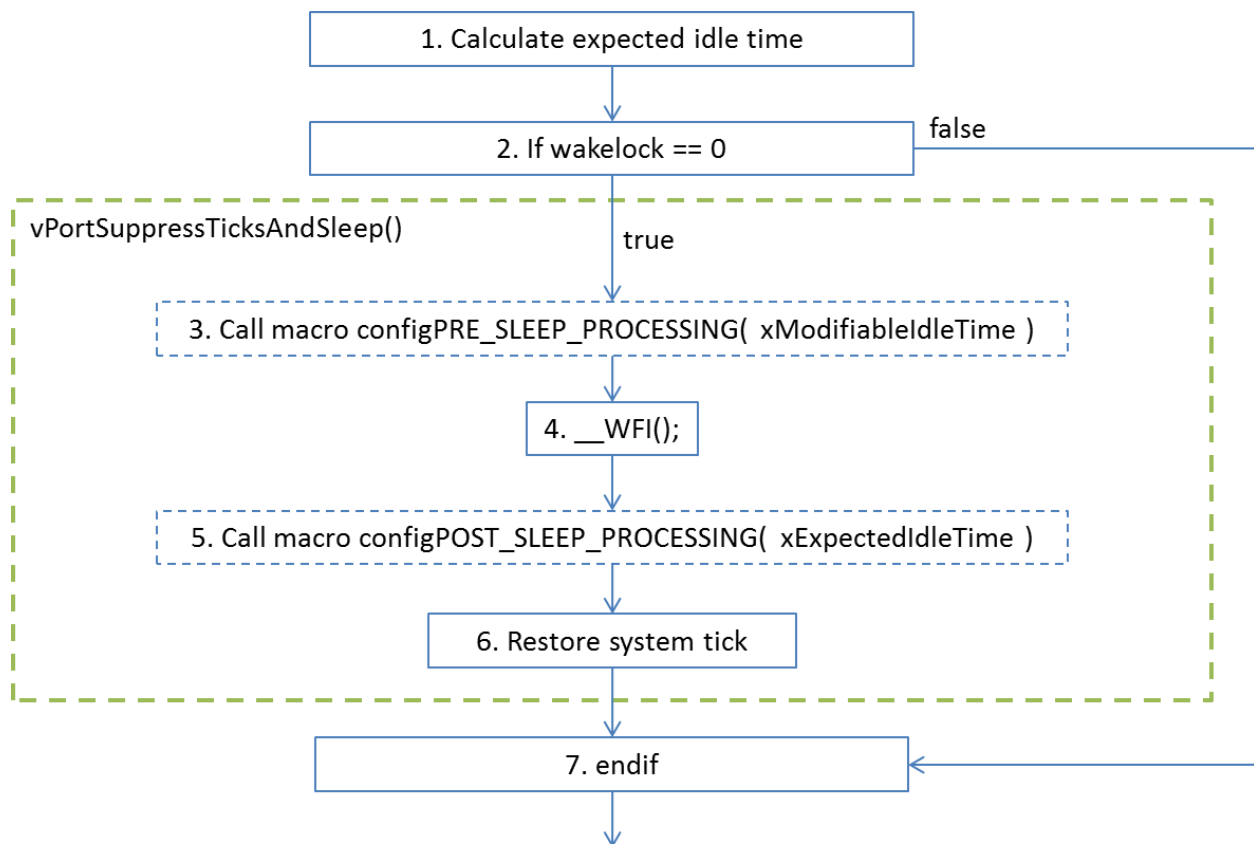 1. Calculate expected idle time
2. If wakelock == 0
false
vPortSuppressTicksAndSleep()
true
3. Call macro configPRE_SLEEP_PROCESSING( xModifiableIdleTime )
4. __WFI();
5. Call macro configPOST_SLEEP_PROCESSING( xExpectedIdleTime )
6. Restore system tick
7. endif